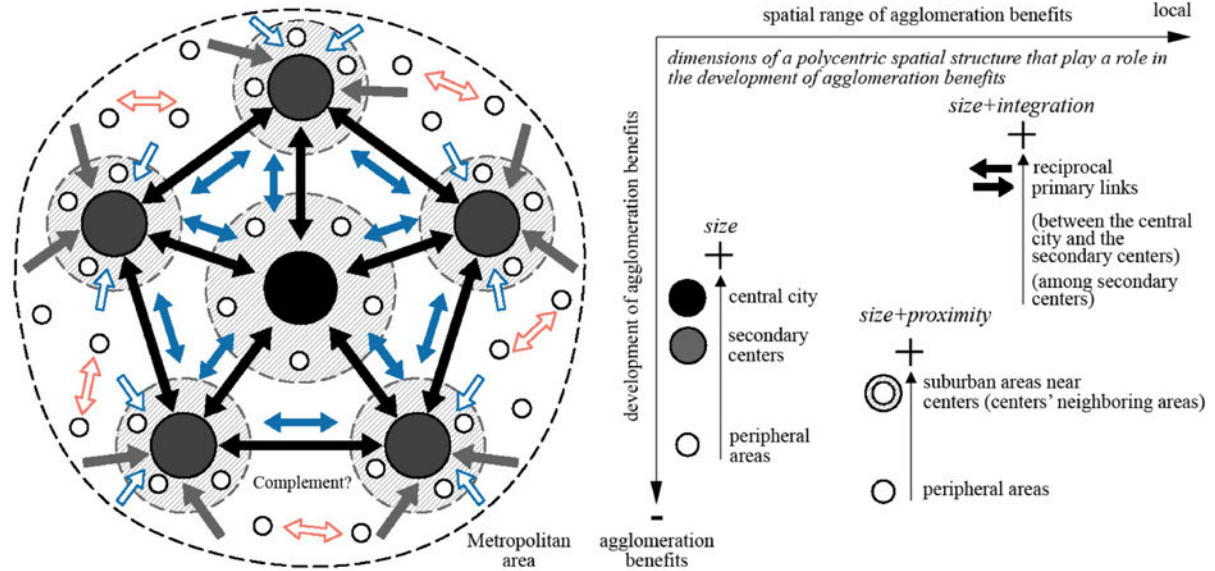 spatial range of agglomeration benefits
local
dimensions of a polycentric spatial structure that play a role in
the development of agglomeration benefits
development of agglomeration benefits
size+integration
+
reciprocal
primary links
(between the central
city and the
secondary centers)
(among secondary
centers)
size
+
central city
secondary
centers
peripheral
areas
size+proximity
+
suburban areas near
centers (centers' neighboring areas)
peripheral areas
Complement?
Metropolitan
area
-
agglomeration
benefits